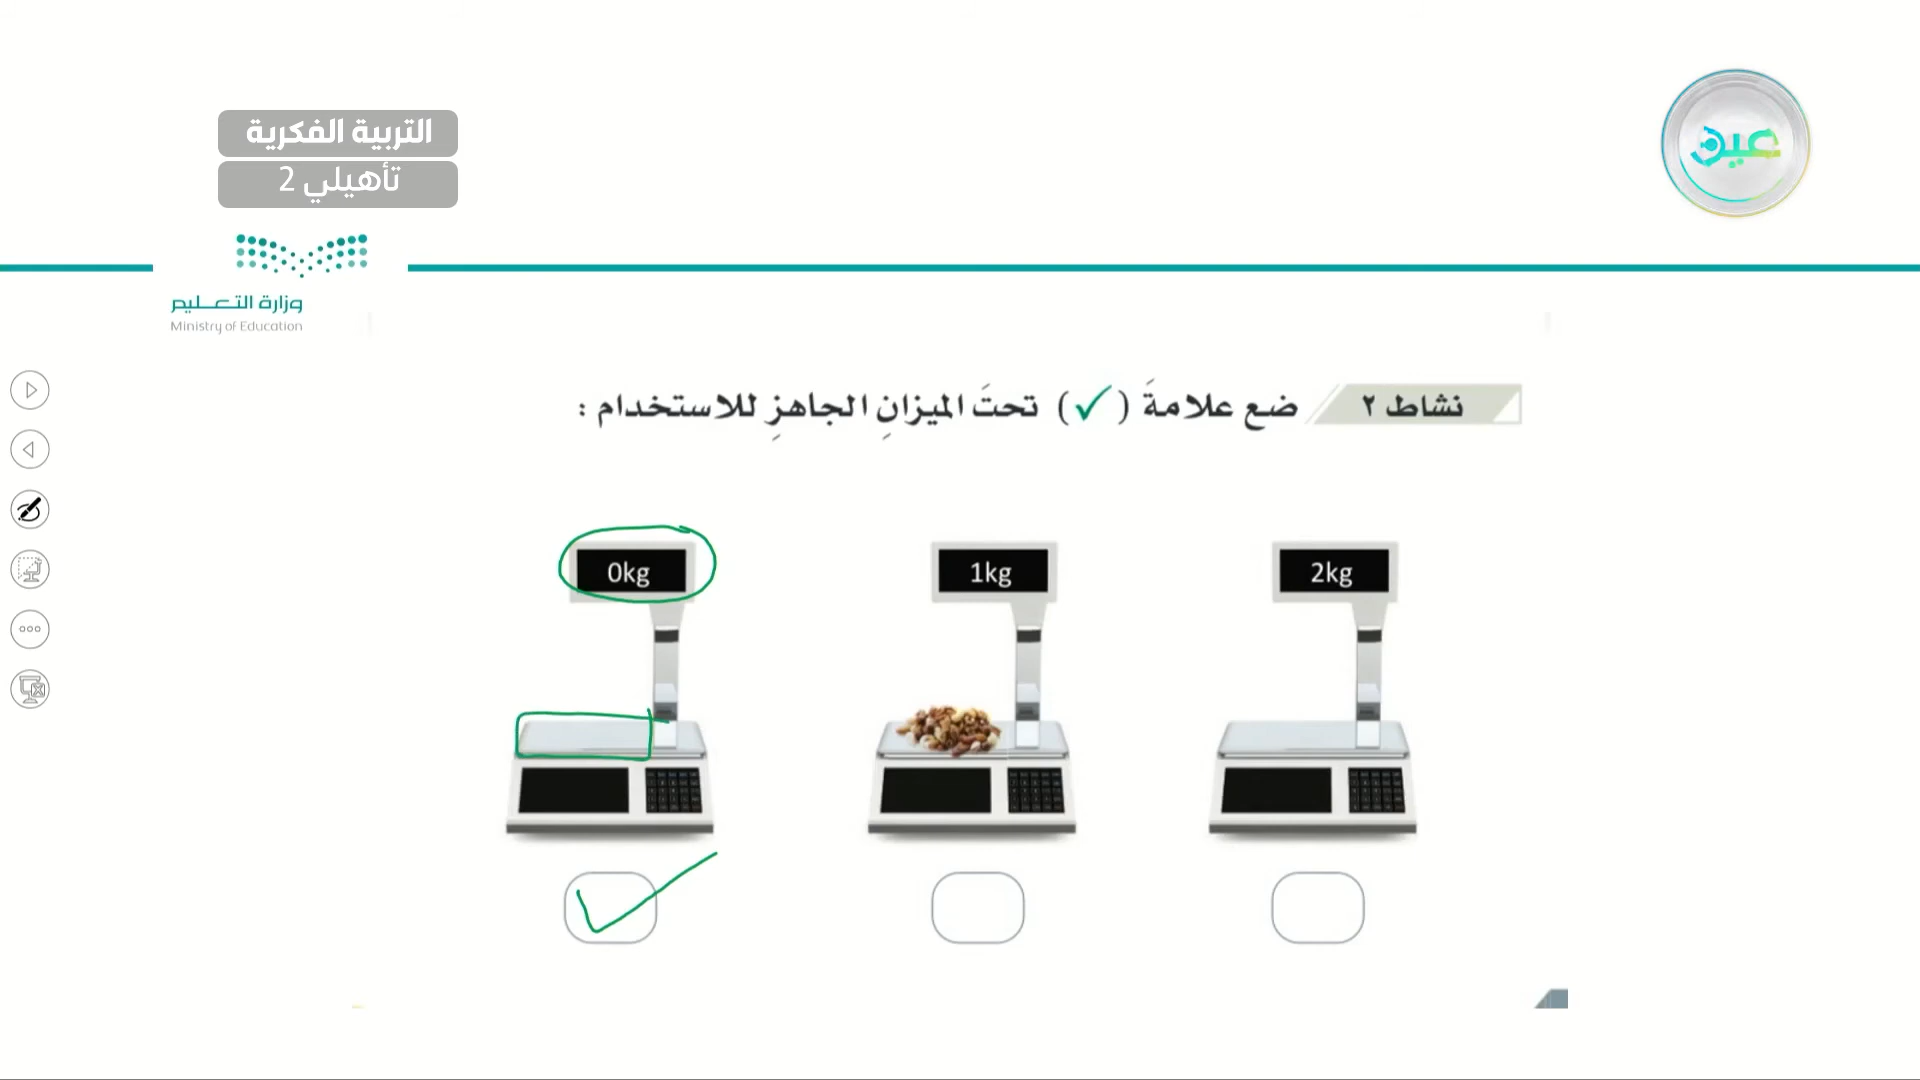 التربية الفكرية
تأهيلي 2
عين
وزارة التعليم
Ministry of Education
نشاط ٢
ضع علامةَ (✓) تحتَ الميزانِ الجاهزِ للاستخدام :
2kg
1kg
0kg